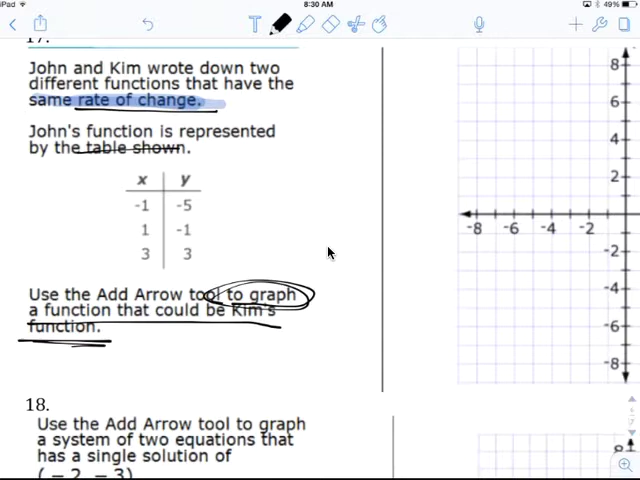 iPad
8:30 AM
49%
T
17.
John and Kim wrote down two
different functions that have the
same rate of change.
John's function is represented
by the table shown.
x y
-1 -5
1 -1
3 3
Use the Add Arrow tool to graph
a function that could be Kim's
function.
8
6
4
2
-8 -6 -4 -2
-2
-4
-6
-8
18.
Use the Add Arrow tool to graph
a system of two equations that
has a single solution of
(-2, -3)